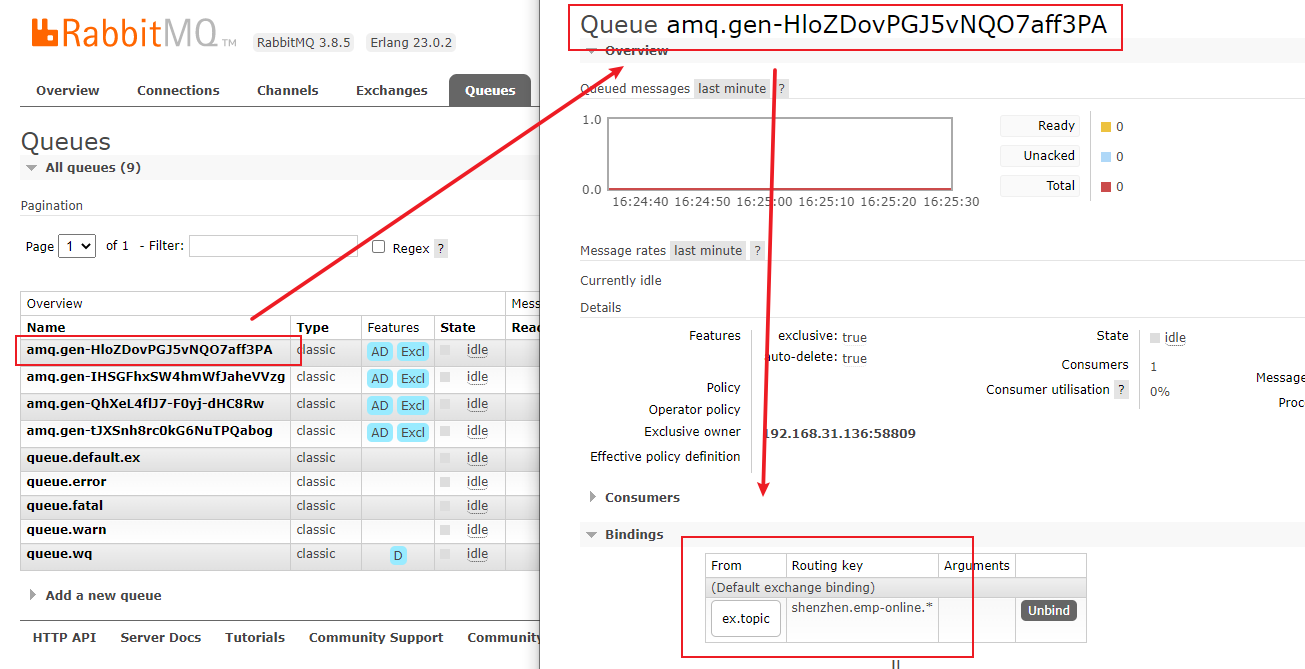 RabbitMQ TM
RabbitMQ 3.8.5
Erlang 23.0.2
Overview
Connections
Channels
Exchanges
Queues
Queues
All queues (9)
Pagination
Page 1 of 1 - Filter: Regex ?
Overview Mess
Name Type Features State Read
amq.gen-HloZDovPGJ5vNQO7aff3PA classic AD Excl idle
amq.gen-IHSGFhxSW4hmWfJaheVVzg classic AD Excl idle
amq.gen-QhXeL4flJ7-F0yj-dHC8Rw classic AD Excl idle
amq.gen-tJXSnh8rc0kG6NuTPQabog classic AD Excl idle
queue.default.ex classic idle
queue.error classic idle
queue.fatal classic idle
queue.warn classic idle
queue.wq classic D idle
Add a new queue
HTTP API Server Docs Tutorials Community Support Community
Queue amq.gen-HloZDovPGJ5vNQO7aff3PA
Overview
Queued messages last minute ?
1.0
0.0
16:24:40 16:24:50 16:25:00 16:25:10 16:25:20 16:25:30
Ready 0
Unacked 0
Total 0
Message rates last minute ?
Currently idle
Details
Features exclusive: true
auto-delete: true
Policy
Operator policy
Exclusive owner 192.168.31.136:58809
Effective policy definition
State idle
Consumers 1
Consumer utilisation ? 0%
Message
Proc
Consumers
Bindings
From Routing key Arguments
(Default exchange binding)
ex.topic shenzhen.emp-online.* Unbind